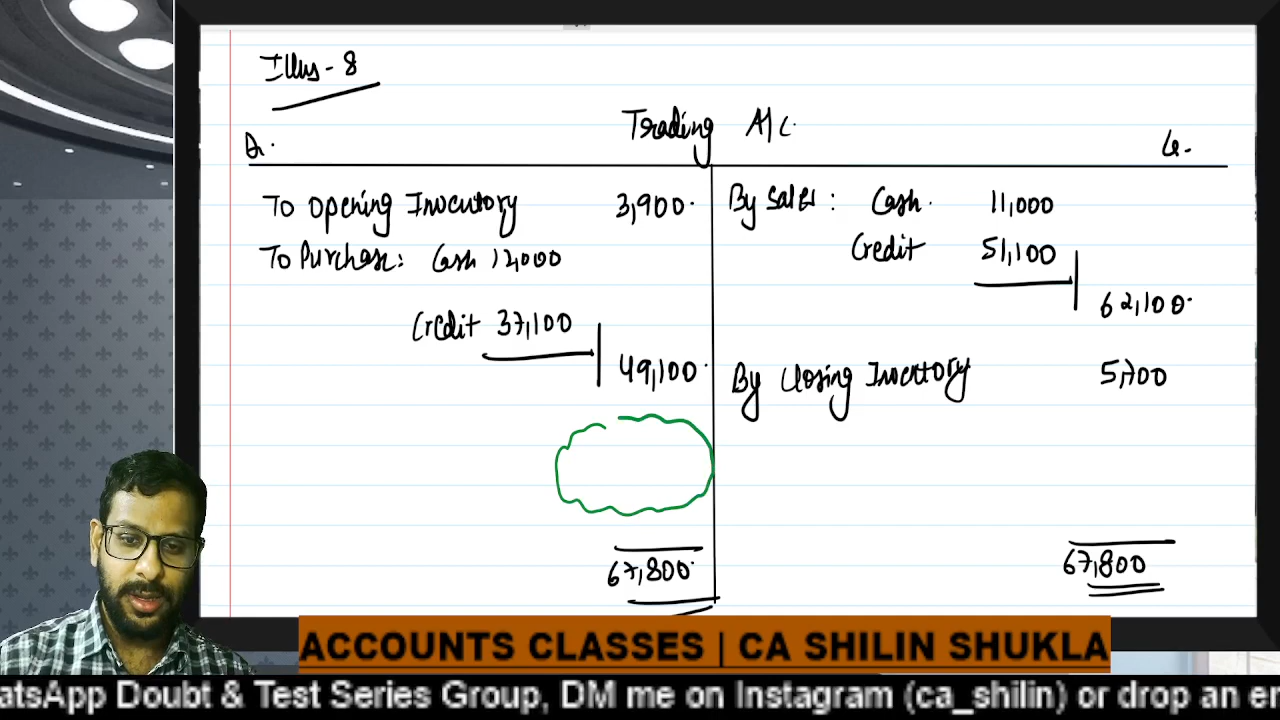 Illus - 8
Trading A/c.
Dr. Cr.
To Opening Inventory 3,900. By Sales : Cash. 11,000
To Purchase: Cash 12,000 Credit 51,100
62,100.
Credit 37,100
49,100. By Closing Inventory 5,700
67,800. 67,800
ACCOUNTS CLASSES | CA SHILIN SHUKLA
atsApp Doubt & Test Series Group, DM me on Instagram (ca_shilin) or drop an em